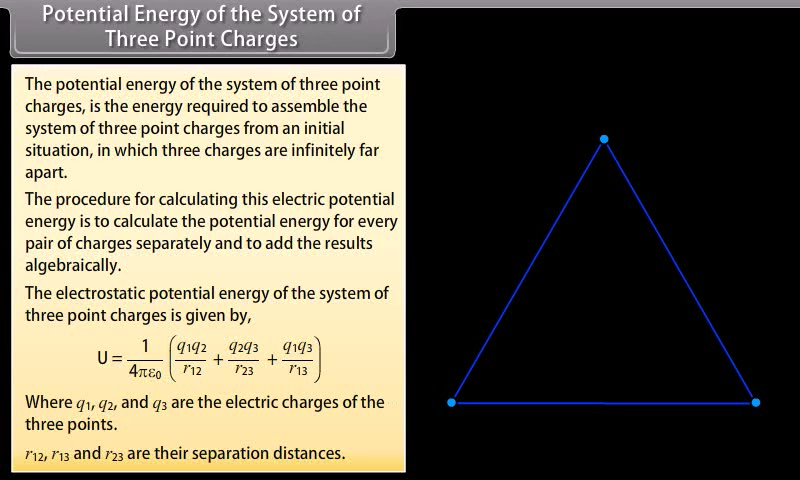 Potential Energy of the System of
Three Point Charges
The potential energy of the system of three point
charges, is the energy required to assemble the
system of three point charges from an initial
situation, in which three charges are infinitely far
apart.
The procedure for calculating this electric potential
energy is to calculate the potential energy for every
pair of charges separately and to add the results
algebraically.
The electrostatic potential energy of the system of
three point charges is given by,
U = 1/4πε₀ (q₁q₂/r₁₂ + q₂q₃/r₂₃ + q₁q₃/r₁₃)
Where q₁, q₂, and q₃ are the electric charges of the
three points.
r₁₂, r₁₃ and r₂₃ are their separation distances.